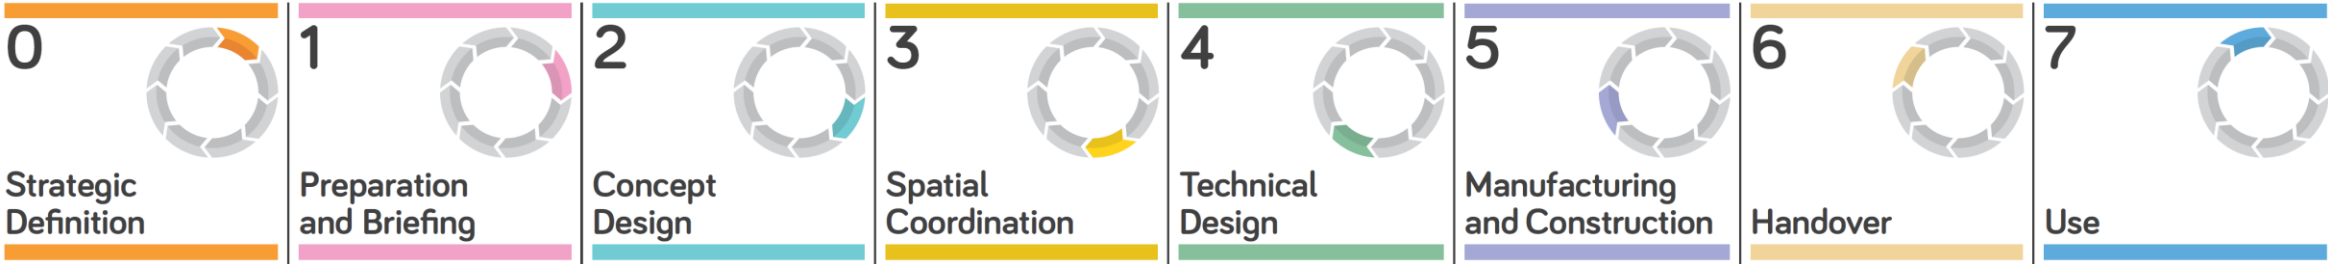 0
Strategic
Definition
1
Preparation
and Briefing
2
Concept
Design
3
Spatial
Coordination
4
Technical
Design
5
Manufacturing
and Construction
6
Handover
7
Use